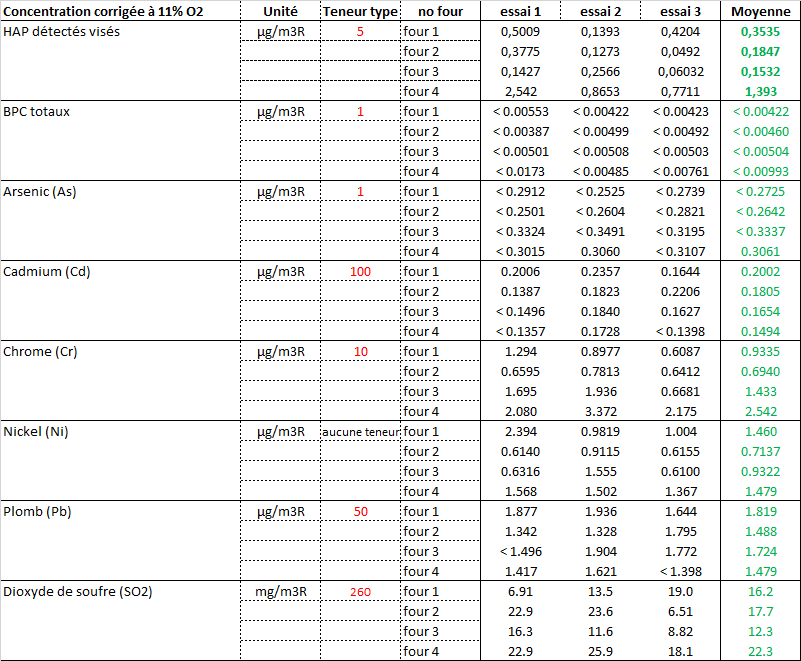 Concentration corrigée à 11% O2 Unité Teneur type no four essai 1 essai 2 essai 3 Moyenne
HAP détectés visés µg/m3R 5 four 1 0,5009 0,1393 0,4204 0,3535
four 2 0,3775 0,1273 0,0492 0,1847
four 3 0,1427 0,2566 0,06032 0,1532
four 4 2,542 0,8653 0,7711 1,393
BPC totaux µg/m3R 1 four 1 < 0.00553 < 0.00422 < 0.00423 < 0.00422
four 2 < 0.00387 < 0.00499 < 0.00492 < 0.00460
four 3 < 0.00501 < 0.00508 < 0.00503 < 0.00504
four 4 < 0.0173 < 0.00485 < 0.00761 < 0.00993
Arsenic (As) µg/m3R 1 four 1 < 0.2912 < 0.2525 < 0.2739 < 0.2725
four 2 < 0.2501 < 0.2604 < 0.2821 < 0.2642
four 3 < 0.3324 < 0.3491 < 0.3195 < 0.3337
four 4 < 0.3015 0.3060 < 0.3107 0.3061
Cadmium (Cd) µg/m3R 100 four 1 0.2006 0.2357 0.1644 0.2002
four 2 0.1387 0.1823 0.2206 0.1805
four 3 < 0.1496 0.1840 0.1627 0.1654
four 4 < 0.1357 0.1728 < 0.1398 0.1494
Chrome (Cr) µg/m3R 10 four 1 1.294 0.8977 0.6087 0.9335
four 2 0.6595 0.7813 0.6412 0.6940
four 3 1.695 1.936 0.6681 1.433
four 4 2.080 3.372 2.175 2.542
Nickel (Ni) µg/m3R aucune teneur four 1 2.394 0.9819 1.004 1.460
four 2 0.6140 0.9115 0.6155 0.7137
four 3 0.6316 1.555 0.6100 0.9322
four 4 1.568 1.502 1.367 1.479
Plomb (Pb) µg/m3R 50 four 1 1.877 1.936 1.644 1.819
four 2 1.342 1.328 1.795 1.488
four 3 < 1.496 1.904 1.772 1.724
four 4 1.417 1.621 < 1.398 1.479
Dioxyde de soufre (SO2) mg/m3R 260 four 1 6.91 13.5 19.0 16.2
four 2 22.9 23.6 6.51 17.7
four 3 16.3 11.6 8.82 12.3
four 4 22.9 25.9 18.1 22.3